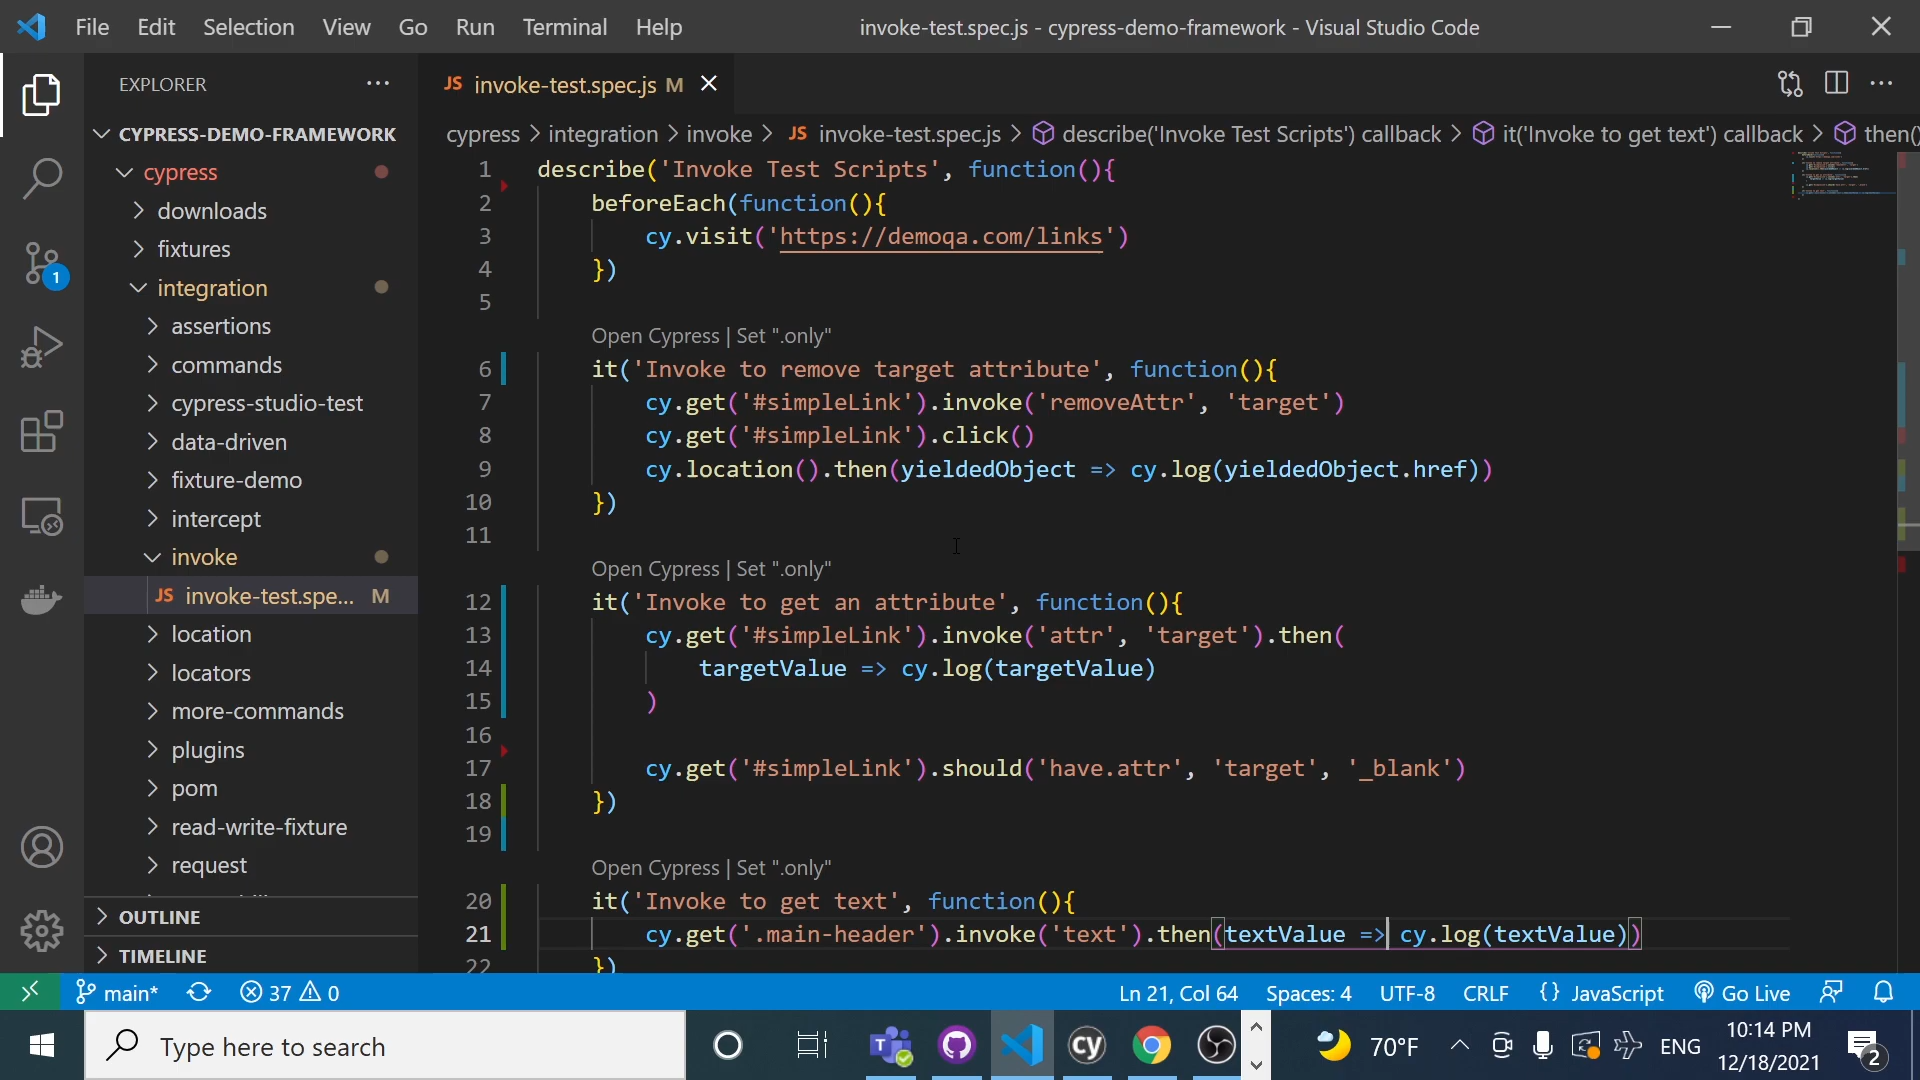 File Edit Selection View Go Run Terminal Help
invoke-test.spec.js - cypress-demo-framework - Visual Studio Code
EXPLORER
JS invoke-test.spec.js M
CYPRESS-DEMO-FRAMEWORK
cypress > integration > invoke > JS invoke-test.spec.js > describe('Invoke Test Scripts') callback > it('Invoke to get text') callback > then()
cypress
downloads
fixtures
integration
assertions
commands
cypress-studio-test
data-driven
fixture-demo
intercept
invoke
JS invoke-test.spe... M
location
locators
more-commands
plugins
pom
read-write-fixture
request
OUTLINE
TIMELINE
1 describe('Invoke Test Scripts', function(){
2 beforeEach(function(){
3 cy.visit('https://demoqa.com/links')
4 })
5
Open Cypress | Set ".only"
6 it('Invoke to remove target attribute', function(){
7 cy.get('#simpleLink').invoke('removeAttr', 'target')
8 cy.get('#simpleLink').click()
9 cy.location().then(yieldedObject => cy.log(yieldedObject.href))
10 })
11
Open Cypress | Set ".only"
12 it('Invoke to get an attribute', function(){
13 cy.get('#simpleLink').invoke('attr', 'target').then(
14 targetValue => cy.log(targetValue)
15 )
16
17 cy.get('#simpleLink').should('have.attr', 'target', '_blank')
18 })
19
Open Cypress | Set ".only"
20 it('Invoke to get text', function(){
21 cy.get('.main-header').invoke('text').then(textValue => cy.log(textValue))
22 })
1
main* 37 0
Ln 21, Col 64 Spaces: 4 UTF-8 CRLF {} JavaScript Go Live
Type here to search
cy
70°F
ENG
10:14 PM
12/18/2021
2